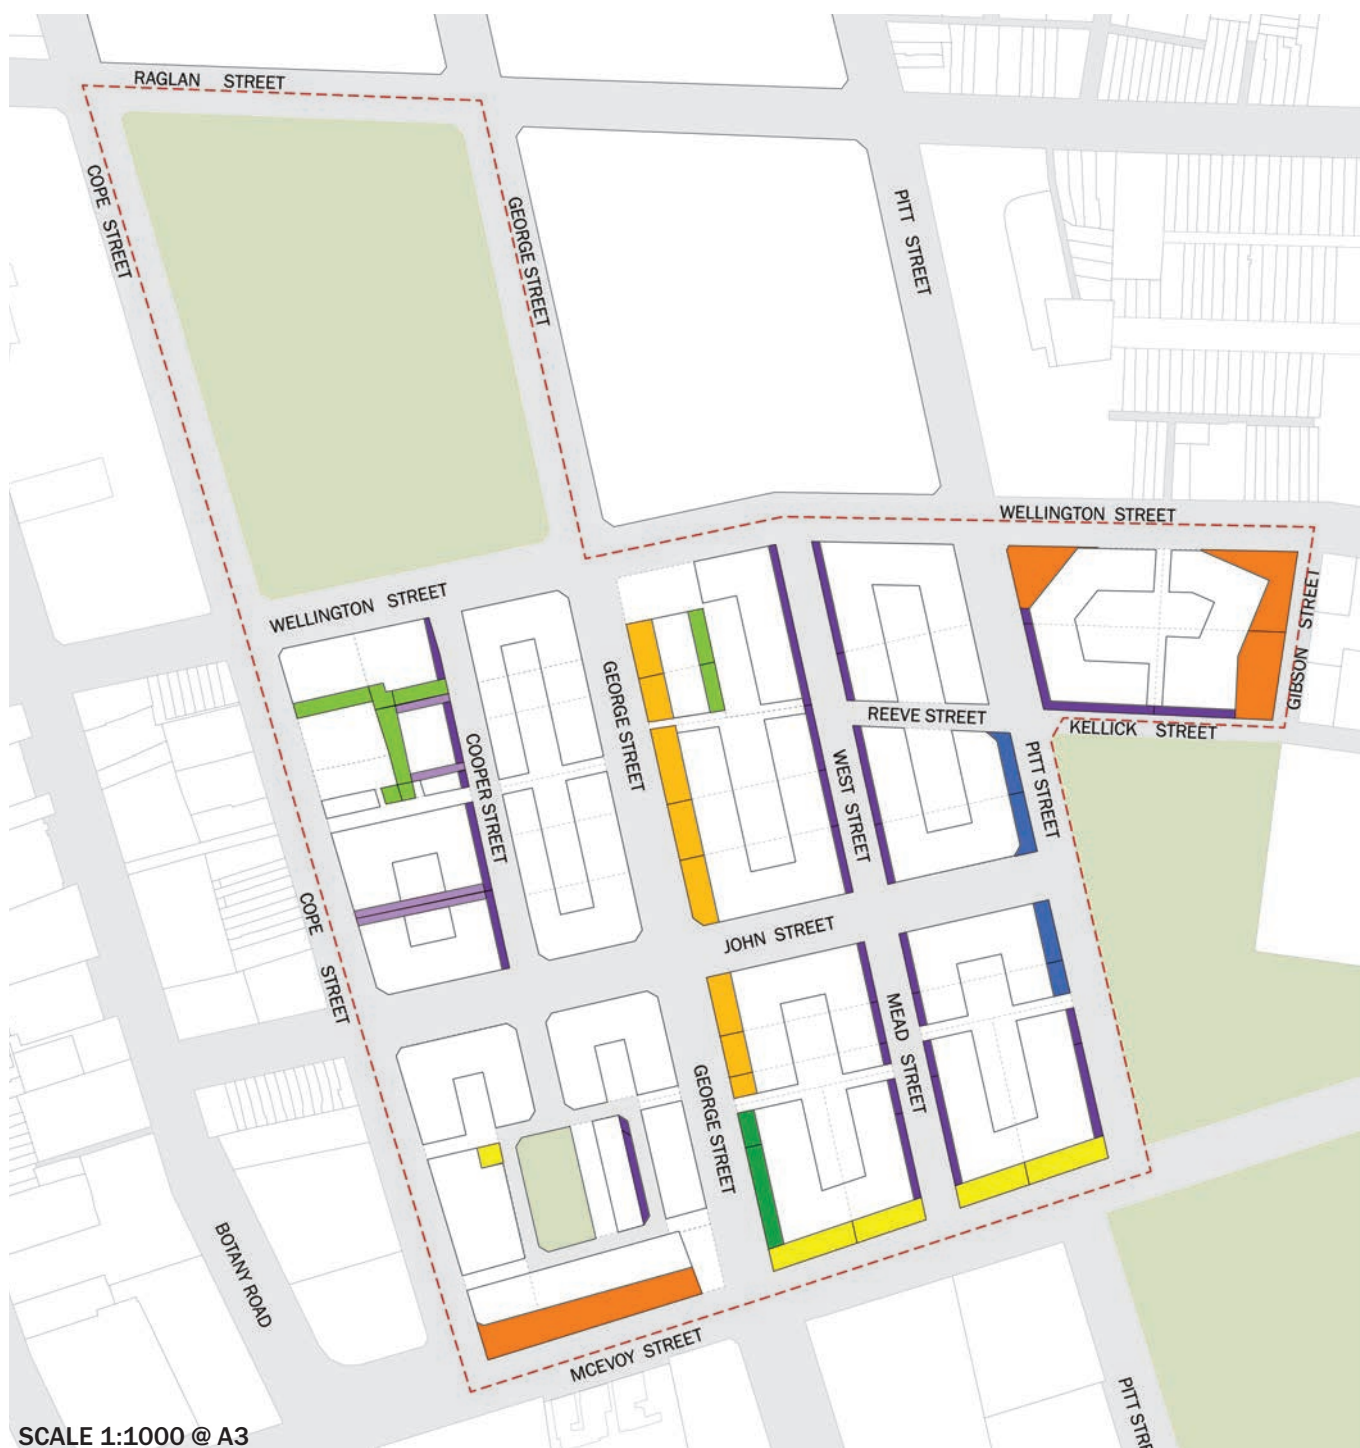 RAGLAN STREET
COPE STREET
GEORGE STREET
PITT STREET
WELLINGTON STREET
WELLINGTON STREET
GIBSON STREET
GEORGE STREET
REEVE STREET
KELLICK STREET
COOPER STREET
WEST STREET
PITT STREET
COPE STREET
JOHN STREET
MEAD STREET
GEORGE STREET
BOTANY ROAD
MCEVOY STREET
PITT STRE
SCALE 1:1000 @ A3